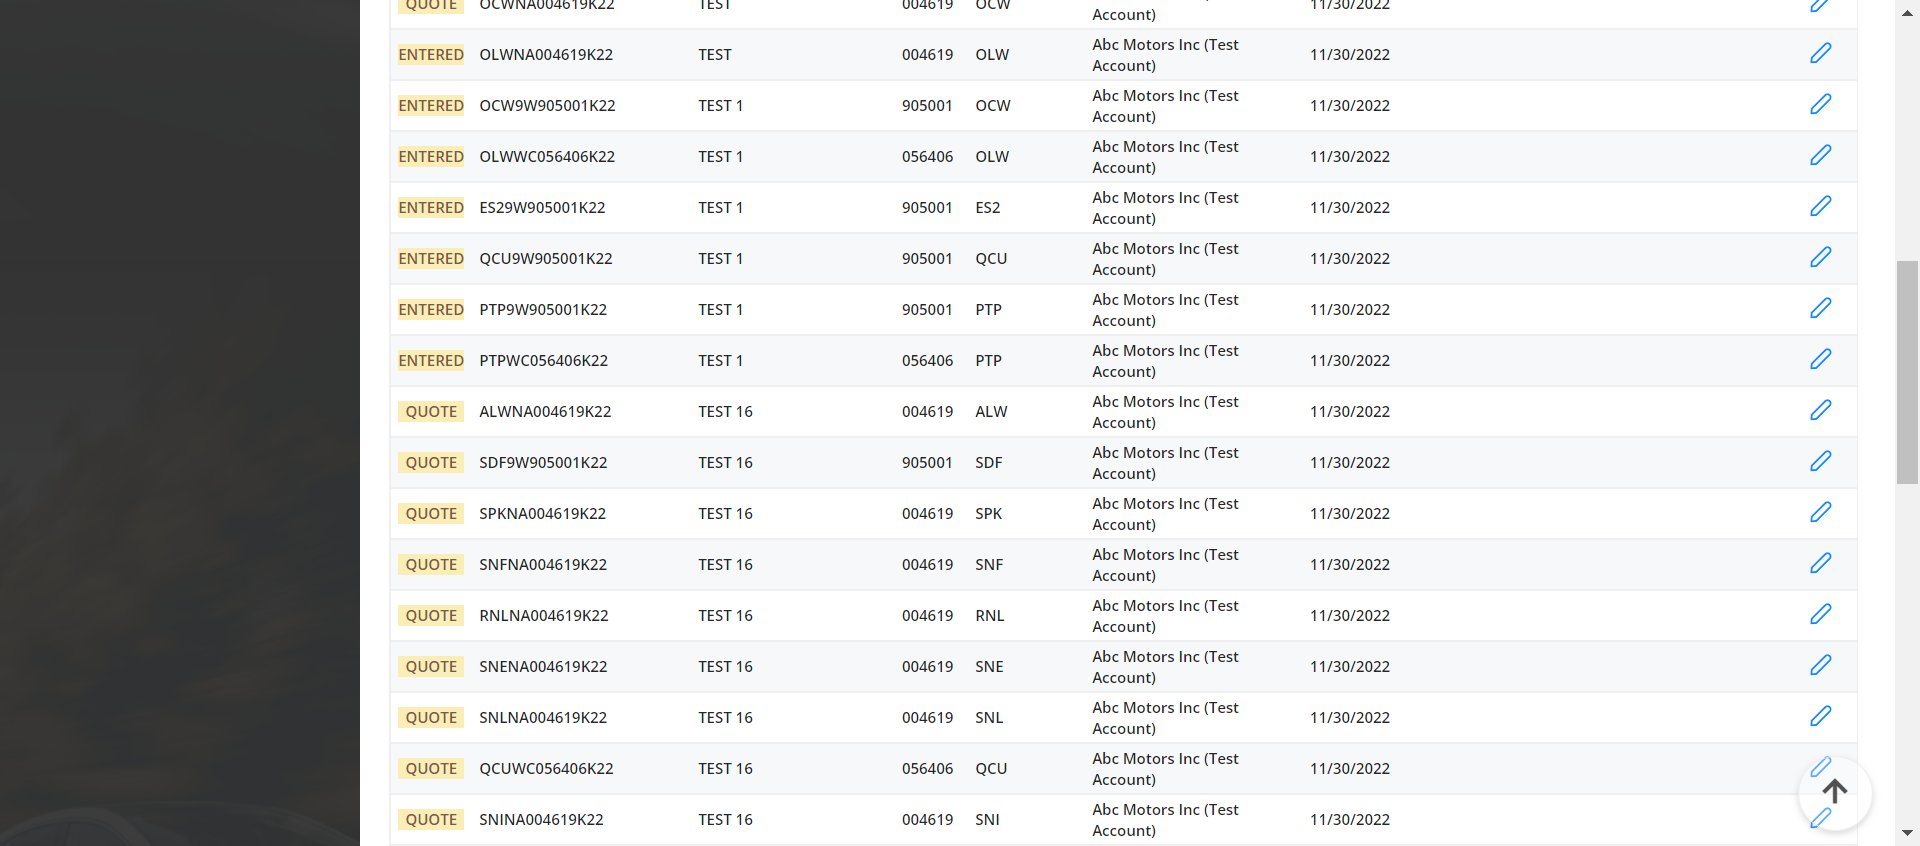 QUOTE OCWNA004619K22 TEST 004619 OCW Account) 11/30/2022
ENTERED OLWNA004619K22 TEST 004619 OLW Abc Motors Inc (Test Account) 11/30/2022
ENTERED OCW9W905001K22 TEST 1 905001 OCW Abc Motors Inc (Test Account) 11/30/2022
ENTERED OLWWC056406K22 TEST 1 056406 OLW Abc Motors Inc (Test Account) 11/30/2022
ENTERED ES29W905001K22 TEST 1 905001 ES2 Abc Motors Inc (Test Account) 11/30/2022
ENTERED QCU9W905001K22 TEST 1 905001 QCU Abc Motors Inc (Test Account) 11/30/2022
ENTERED PTP9W905001K22 TEST 1 905001 PTP Abc Motors Inc (Test Account) 11/30/2022
ENTERED PTPWC056406K22 TEST 1 056406 PTP Abc Motors Inc (Test Account) 11/30/2022
QUOTE ALWNA004619K22 TEST 16 004619 ALW Abc Motors Inc (Test Account) 11/30/2022
QUOTE SDF9W905001K22 TEST 16 905001 SDF Abc Motors Inc (Test Account) 11/30/2022
QUOTE SPKNA004619K22 TEST 16 004619 SPK Abc Motors Inc (Test Account) 11/30/2022
QUOTE SNFNA004619K22 TEST 16 004619 SNF Abc Motors Inc (Test Account) 11/30/2022
QUOTE RNLNA004619K22 TEST 16 004619 RNL Abc Motors Inc (Test Account) 11/30/2022
QUOTE SNENA004619K22 TEST 16 004619 SNE Abc Motors Inc (Test Account) 11/30/2022
QUOTE SNLNA004619K22 TEST 16 004619 SNL Abc Motors Inc (Test Account) 11/30/2022
QUOTE QCUWC056406K22 TEST 16 056406 QCU Abc Motors Inc (Test Account) 11/30/2022
QUOTE SNINA004619K22 TEST 16 004619 SNI Abc Motors Inc (Test Account) 11/30/2022